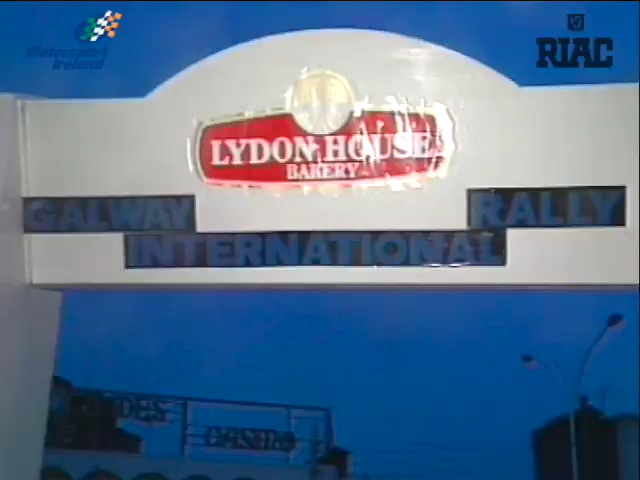 Motorsport
Ireland
RIAC
LYDON HOUSE
BAKERY
GALWAY
RALLY
INTERNATIONAL
CASINO